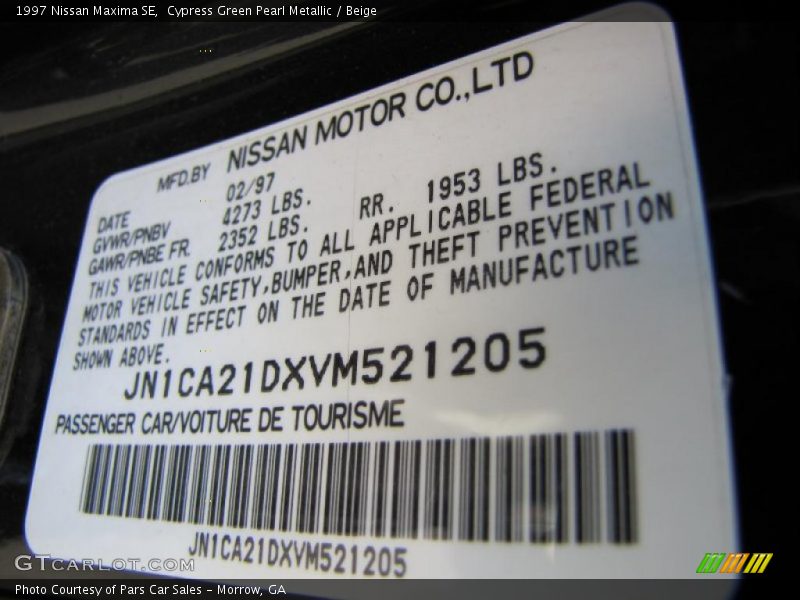 1997 Nissan Maxima SE,  Cypress Green Pearl Metallic / Beige
MFD.BY NISSAN MOTOR CO.,LTD
DATE 02/97
GVWR/PNBV 4273 LBS.
GAWR/PNBE FR. 2352 LBS. RR. 1953 LBS.
THIS VEHICLE CONFORMS TO ALL APPLICABLE FEDERAL
MOTOR VEHICLE SAFETY,BUMPER,AND THEFT PREVENTION
STANDARDS IN EFFECT ON THE DATE OF MANUFACTURE
SHOWN ABOVE.
JN1CA21DXVM521205
PASSENGER CAR/VOITURE DE TOURISME
JN1CA21DXVM521205
GTCARLOT.COM
Photo Courtesy of Pars Car Sales - Morrow, GA